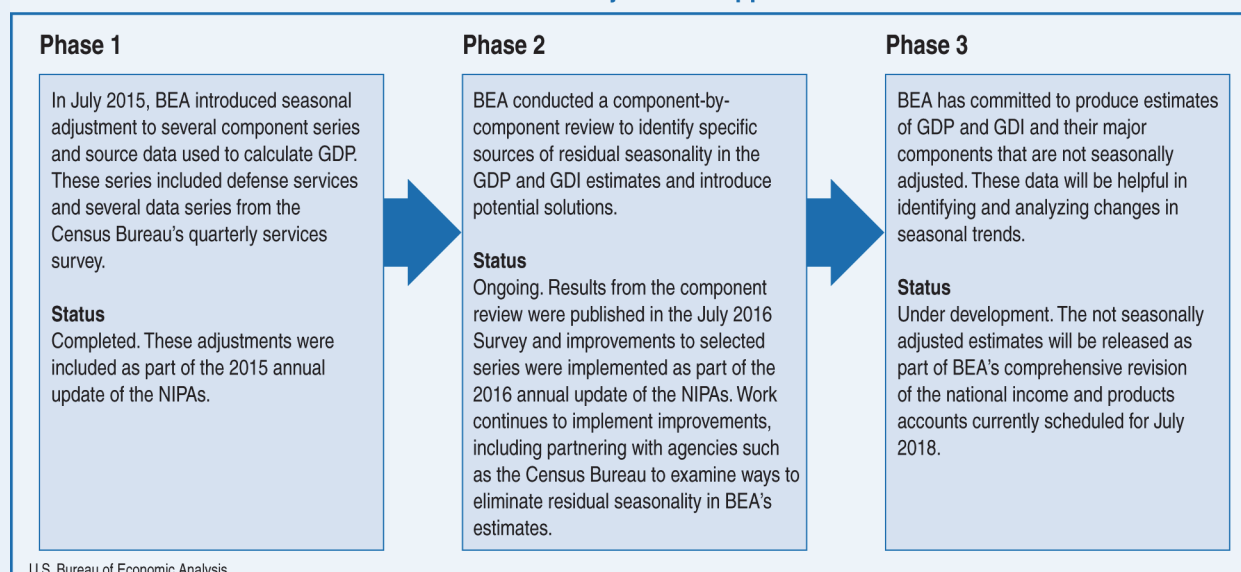 Phase 1
In July 2015, BEA introduced seasonal
adjustment to several component series
and source data used to calculate GDP.
These series included defense services
and several data series from the
Census Bureau's quarterly services
survey.
Status
Completed. These adjustments were
included as part of the 2015 annual
update of the NIPAs.
Phase 2
BEA conducted a component-by-
component review to identify specific
sources of residual seasonality in the
GDP and GDI estimates and introduce
potential solutions.
Status
Ongoing. Results from the component
review were published in the July 2016
Survey and improvements to selected
series were implemented as part of the
2016 annual update of the NIPAs. Work
continues to implement improvements,
including partnering with agencies such
as the Census Bureau to examine ways to
eliminate residual seasonality in BEA's
estimates.
Phase 3
BEA has committed to produce estimates
of GDP and GDI and their major
components that are not seasonally
adjusted. These data will be helpful in
identifying and analyzing changes in
seasonal trends.
Status
Under development. The not seasonally
adjusted estimates will be released as
part of BEA's comprehensive revision
of the national income and products
accounts currently scheduled for July
2018.
U.S. Bureau of Economic Analysis